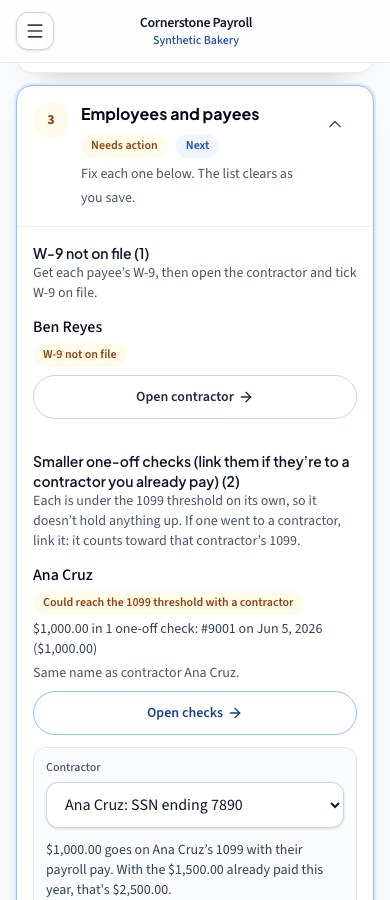 Cornerstone Payroll
Synthetic Bakery
3
Employees and payees
Needs action
Next
Fix each one below. The list clears as
you save.
W-9 not on file (1)
Get each payee’s W-9, then open the contractor and tick
W-9 on file.
Ben Reyes
W-9 not on file
Open contractor →
Smaller one-off checks (link them if they’re to a
contractor you already pay) (2)
Each is under the 1099 threshold on its own, so it
doesn’t hold anything up. If one went to a contractor,
link it: it counts toward that contractor’s 1099.
Ana Cruz
Could reach the 1099 threshold with a contractor
$1,000.00 in 1 one-off check: #9001 on Jun 5, 2026
($1,000.00)
Same name as contractor Ana Cruz.
Open checks →
Contractor
Ana Cruz: SSN ending 7890
$1,000.00 goes on Ana Cruz’s 1099 with their
payroll pay. With the $1,500.00 already paid this
year, that's $2,500.00.